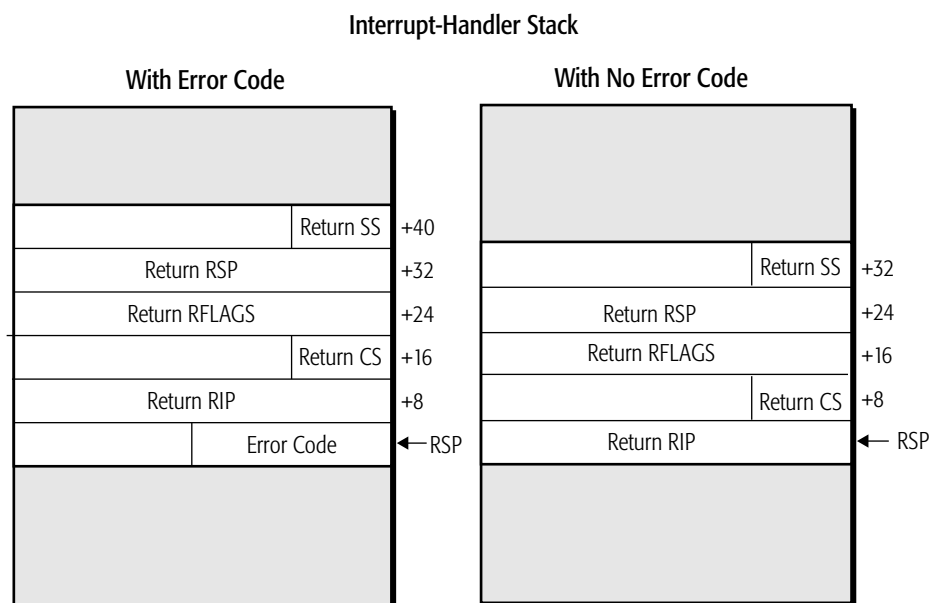 Interrupt-Handler Stack
With Error Code
Return SS +40
Return RSP +32
Return RFLAGS +24
Return CS +16
Return RIP +8
Error Code RSP
With No Error Code
Return SS +32
Return RSP +24
Return RFLAGS +16
Return CS +8
Return RIP RSP